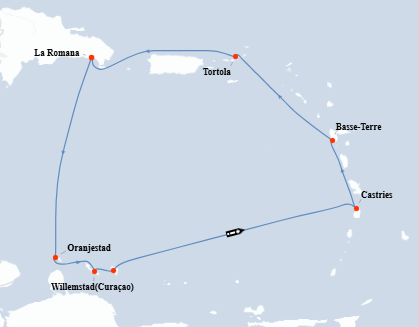 La Romana
Tortola
Basse-Terre
Castries
Oranjestad
Willemstad(Curaçao)